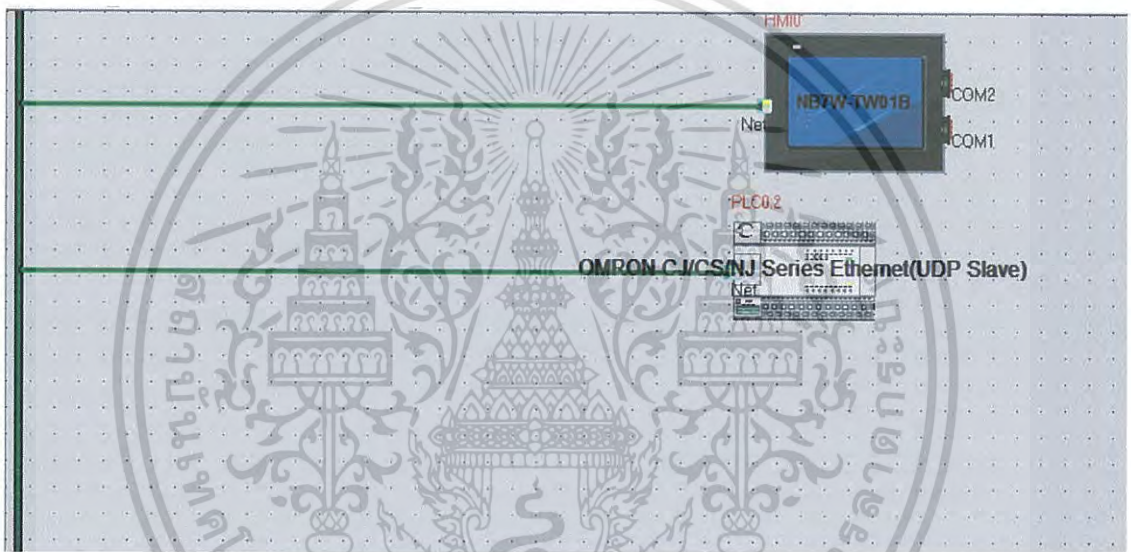 HMI0
NB7W-TW01B
COM2
Net
COM1
PLC0:2
OMRON CJ/CS/NJ Series Ethernet(UDP Slave)
Net